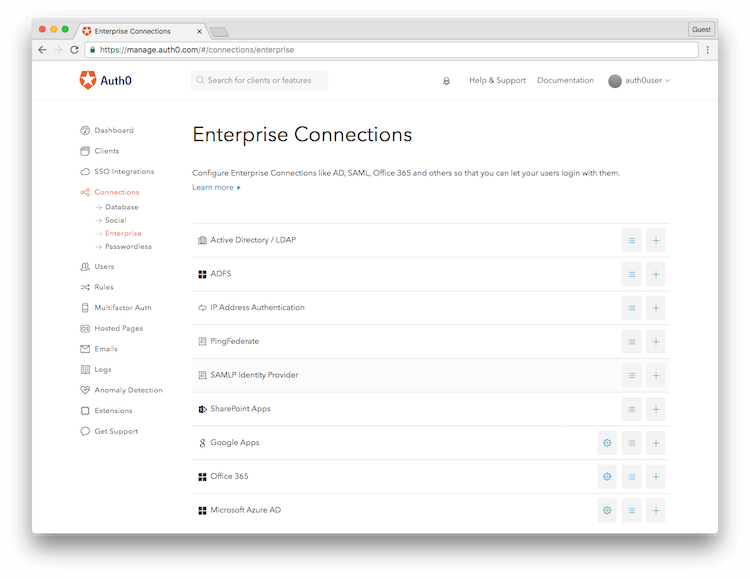 Enterprise Connections
Guest
https://manage.auth0.com/#/connections/enterprise
Auth0
Search for clients or features
Help & Support
Documentation
auth0user
Dashboard
Clients
SSO Integrations
Connections
Database
Social
Enterprise
Passwordless
Users
Rules
Multifactor Auth
Hosted Pages
Emails
Logs
Anomaly Detection
Extensions
Get Support
Enterprise Connections
Configure Enterprise Connections like AD, SAML, Office 365 and others so that you can let your users login with them.
Learn more
Active Directory / LDAP
ADFS
IP Address Authentication
PingFederate
SAMLP Identity Provider
SharePoint Apps
Google Apps
Office 365
Microsoft Azure AD